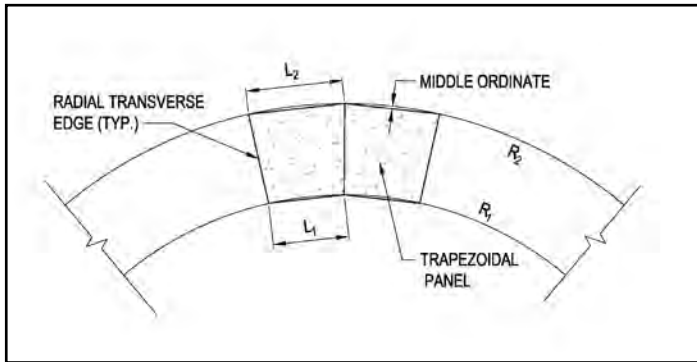 L2
MIDDLE ORDINATE
RADIAL TRANSVERSE
EDGE (TYP.)
R2
R1
L1
TRAPEZOIDAL
PANEL